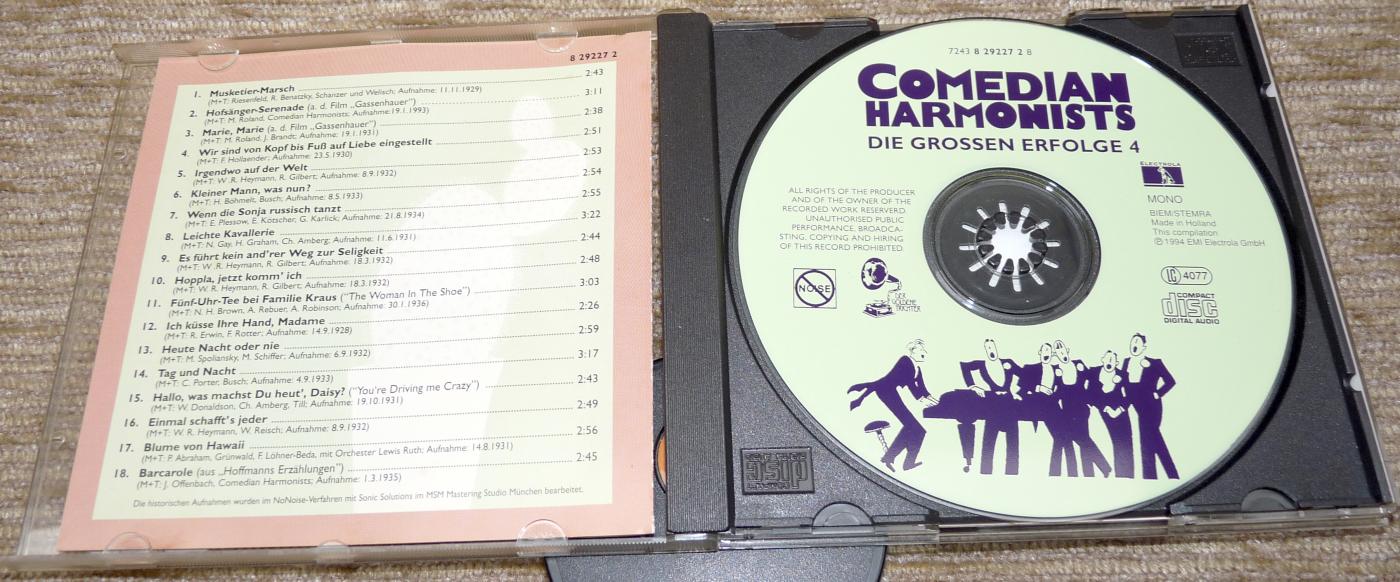 8 29227 2
1. Musketier-Marsch 2:43
(M+T: Riesenfeld, R. Benatzky, Schanzer und Welisch; Aufnahme: 11.11.1929)
2. Hofsänger-Serenade (a. d. Film „Gassenhauer") 3:11
(M+T: M. Roland, Comedian Harmonists; Aufnahme:19.1.1993)
3. Marie, Marie (a. d. Film „Gassenhauer") 2:38
(M+T: M. Roland, J. Brandt; Aufnahme: 19.1.1931)
4. Wir sind von Kopf bis Fuß auf Liebe eingestellt 2:51
(M+T: F. Hollaender; Aufnahme: 23.5.1930)
5. Irgendwo auf der Welt 2:53
(M+T: W .R. Heymann, R. Gilbert; Aufnahme: 8.9.1932)
6. Kleiner Mann, was nun? 2:54
(M+T: H. Böhmelt, Busch; Aufnahme: 8.5.1933)
7. Wenn die Sonja russisch tanzt 2:55
(M+T: E. Plessow, E. Kötscher, G. Karlick; Aufnahme: 21.8.1934)
8. Leichte Kavallerie 3:22
(M+T: N. Gay, H. Graham, Ch. Amberg; Aufnahme: 11.6.1931)
9. Es führt kein and'rer Weg zur Seligkeit 2:44
(M+T: W .R. Heymann, R. Gilbert; Aufnahme: 18.3.1932)
10. Hoppla, jetzt komm' ich 2:48
(M+T: W .R. Heymann, R. Gilbert; Aufnahme: 18.3.1932)
11. Fünf-Uhr-Tee bei Familie Kraus ("The Woman In The Shoe") 3:03
(M+T: N. H. Brown, A. Rebuer, A. Robinson; Aufnahme: 30.1.1936)
12. Ich küsse Ihre Hand, Madame 2:26
(M+T: R. Erwin, F. Rotter; Aufnahme: 14.9.1928)
13. Heute Nacht oder nie 2:59
(M+T: M. Spoliansky, M. Schiffer; Aufnahme: 6.9.1932)
14. Tag und Nacht 3:17
(M+T: C. Porter, Busch; Aufnahme: 4.9.1933)
15. Hallo, was machst Du heut', Daisy? ("You're Driving me Crazy") 2:43
(M+T: W. Donaldson, Ch. Amberg, Till; Aufnahme: 19.10.1931)
16. Einmal schafft's jeder 2:49
(M+T: W. R. Heymann, W. Reisch; Aufnahme: 8.9.1932)
17. Blume von Hawaii 2:56
(M+T: P. Abraham, Grünwald, F. Löhner-Beda, mit Orchester Lewis Ruth; Aufnahme: 14.8.1931)
18. Barcarole (aus „Hoffmanns Erzählungen") 2:45
(M+T: J. Offenbach, Comedian Harmonists; Aufnahme: 1.3.1935)
Die historischen Aufnahmen wurden im NoNoise-Verfahren mit Sonic Solutions im MSM Mastering Studio München bearbeitet.
7243 8 29227 2 8
COMEDIAN
HARMONISTS
DIE GROSSEN ERFOLGE 4
ELECTROLA
ALL RIGHTS OF THE PRODUCER
AND OF THE OWNER OF THE
RECORDED WORK RESERVERD.
UNAUTHORISED PUBLIC
PERFORMANCE, BROADCA-
STING, COPYING AND HIRING
OF THIS RECORD PROHIBITED.
MONO
BIEM/STEMRA
Made in Holland
This compilation
℗ 1994 EMI Electrola GmbH
NOISE
DER
GOLDENE
TRICHTER
LC 4077
COMPACT
disc
DIGITAL AUDIO
disc